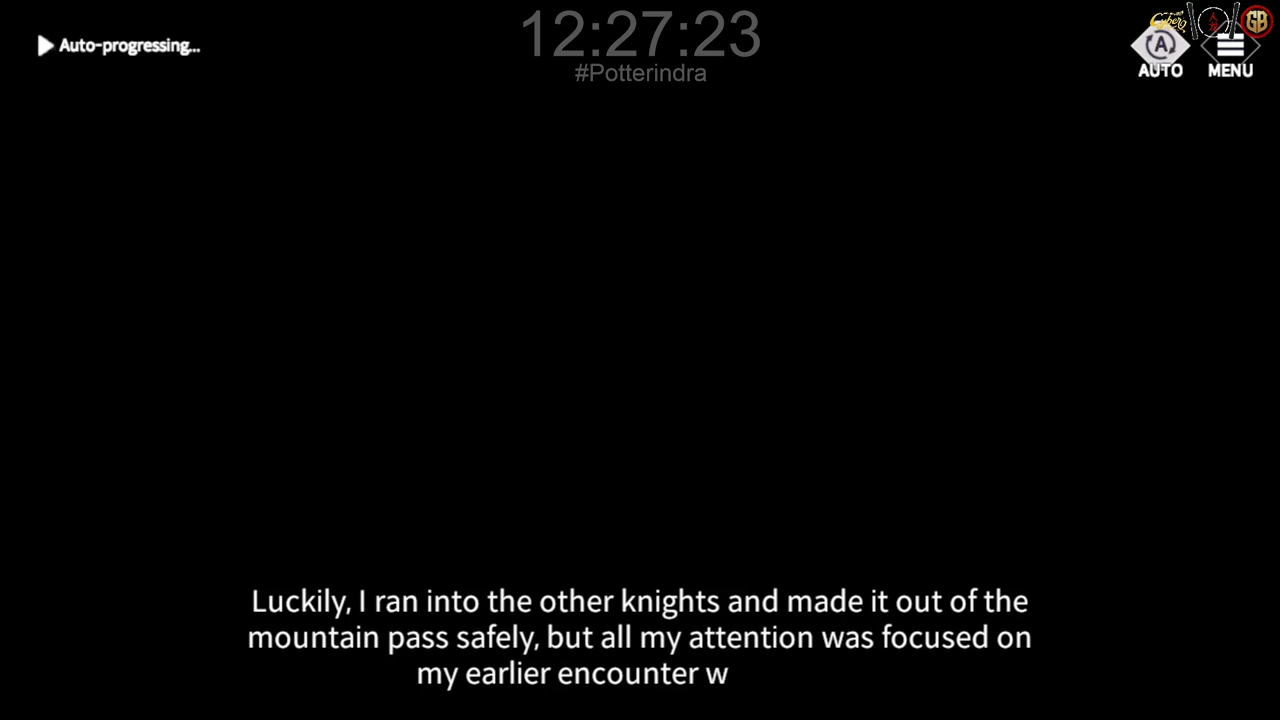 12:27:23
#Potterindra
Auto-progressing...
AUTO
MENU
A
GB
Luckily, I ran into the other knights and made it out of the
mountain pass safely, but all my attention was focused on
my earlier encounter w